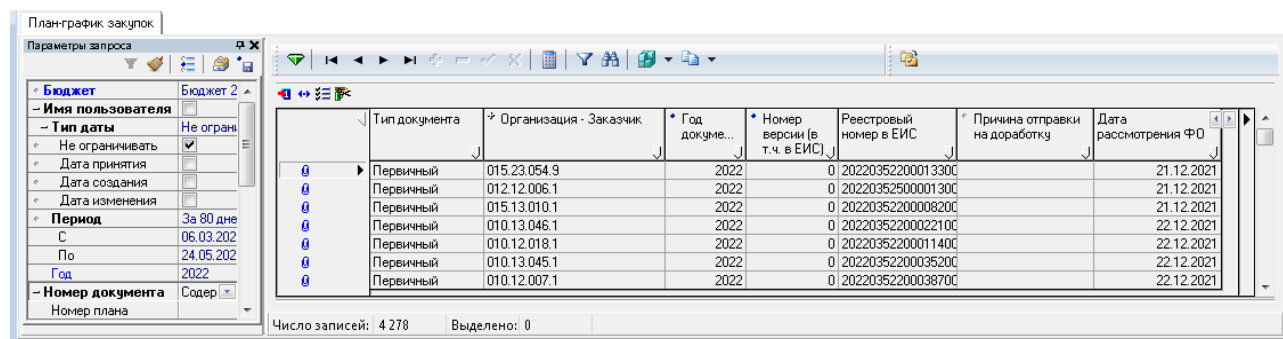 План-график закупок
Параметры запроса
Бюджет Бюджет 2
Имя пользователя
Тип даты Не ограни
Не ограничивать
Дата принятия
Дата создания
Дата изменения
Период За 80 дне
С 06.03.202
По 24.05.202
Год 2022
Номер документа Содер
Номер плана
Тип документа Организация - Заказчик Год докуме... Номер версии (в т.ч. в ЕИС) Реестровый номер в ЕИС Причина отправки на доработку Дата рассмотрения ФО
Первичный 015.23.054.9 2022 0 20220352200013300 21.12.2021
Первичный 012.12.006.1 2022 0 20220352500001300 21.12.2021
Первичный 015.13.010.1 2022 0 20220352200008200 21.12.2021
Первичный 010.13.046.1 2022 0 20220352200022100 22.12.2021
Первичный 010.12.018.1 2022 0 20220352200011400 22.12.2021
Первичный 010.13.045.1 2022 0 20220352200035200 22.12.2021
Первичный 010.12.007.1 2022 0 20220352200038700 22.12.2021
Число записей: 4 278 Выделено: 0